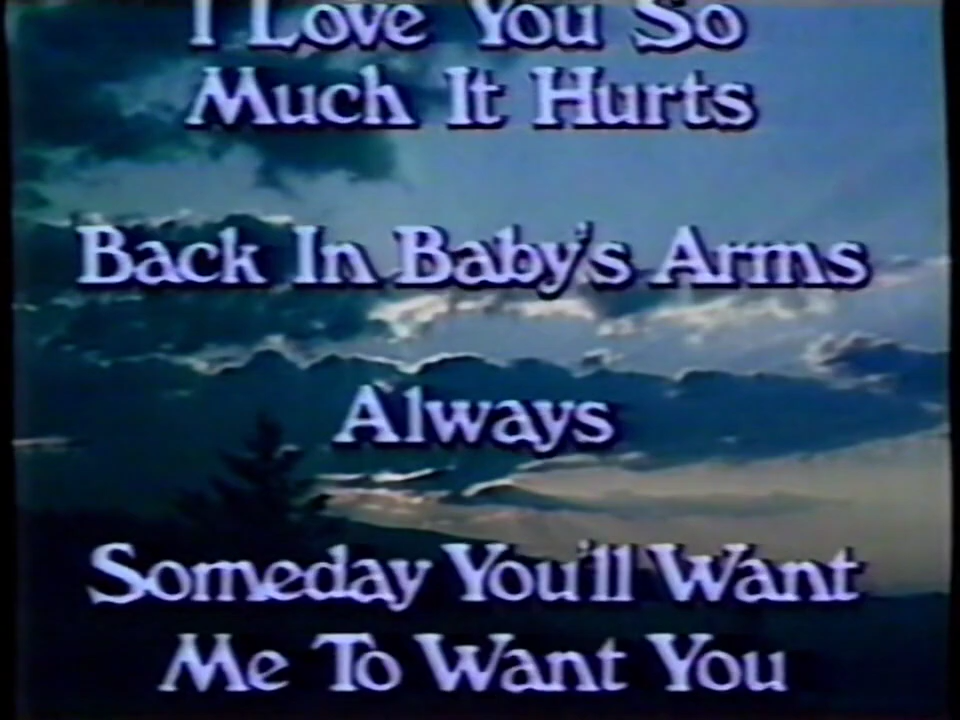 I Love You So
Much It Hurts
Back In Baby's Arms
Always
Someday You'll Want
Me To Want You